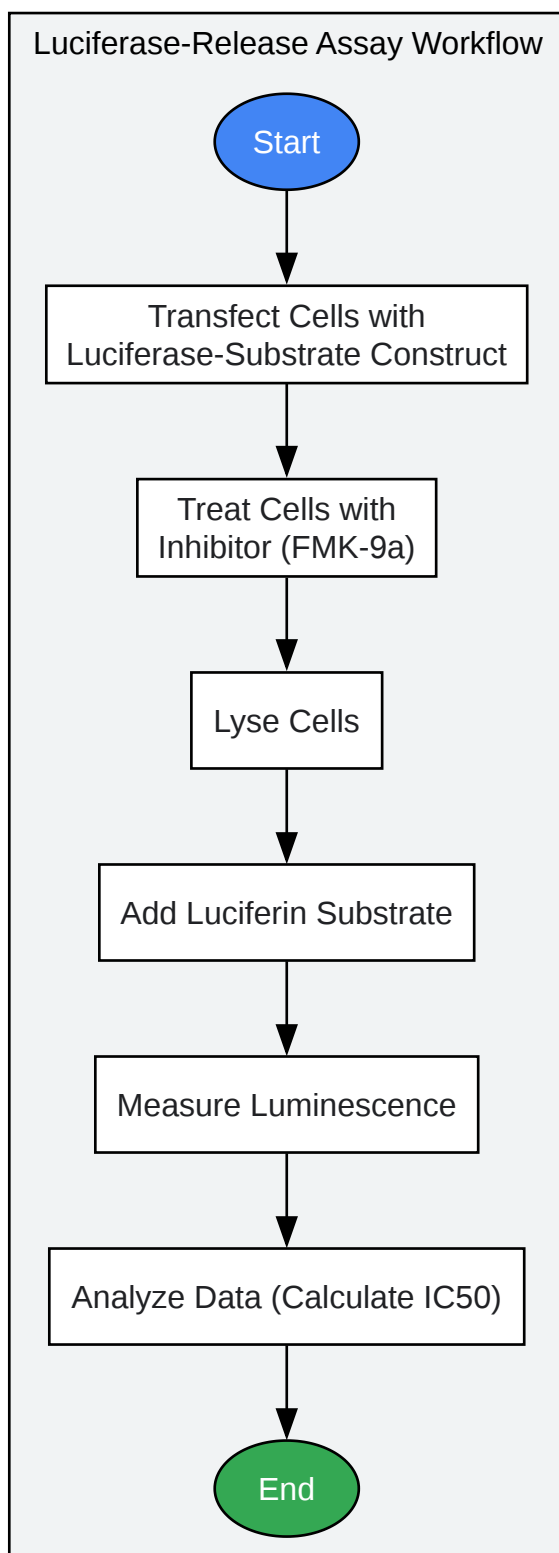 Luciferase-Release Assay Workflow
Start
Transfect Cells with
Luciferase-Substrate Construct
Treat Cells with
Inhibitor (FMK-9a)
Lyse Cells
Add Luciferin Substrate
Measure Luminescence
Analyze Data (Calculate IC50)
End